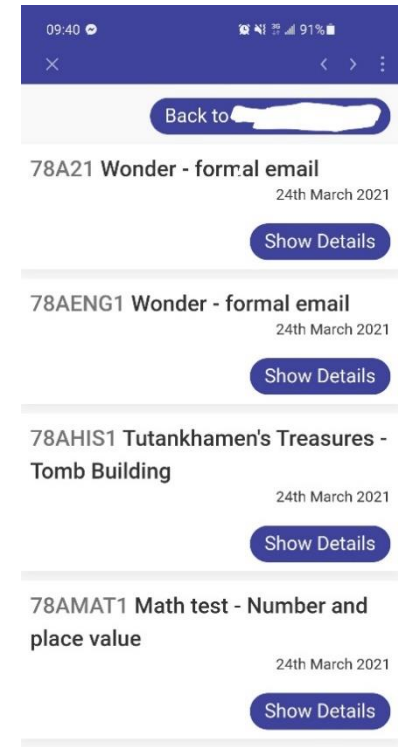 09:40 91%
Back to
78A21 Wonder - formal email
24th March 2021
Show Details
78AENG1 Wonder - formal email
24th March 2021
Show Details
78AHIS1 Tutankhamen's Treasures -
Tomb Building
24th March 2021
Show Details
78AMAT1 Math test - Number and
place value
24th March 2021
Show Details